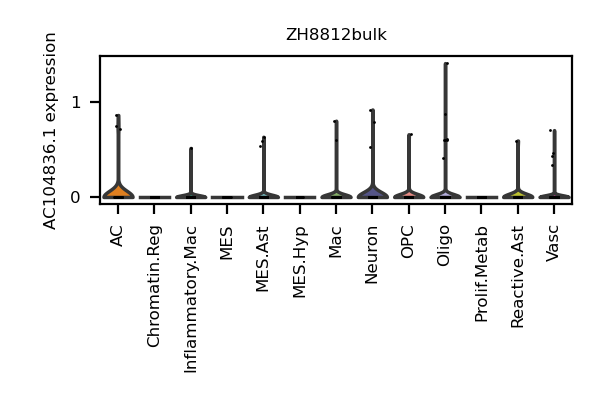 ZH8812bulk
AC104836.1 expression
1
0
AC
Chromatin.Reg
Inflammatory.Mac
MES
MES.Ast
MES.Hyp
Mac
Neuron
OPC
Oligo
Prolif.Metab
Reactive.Ast
Vasc